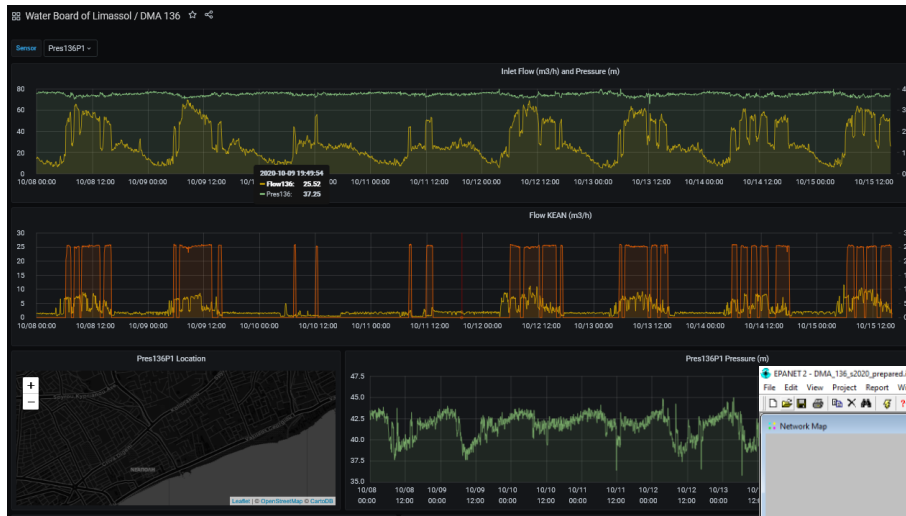 Water Board of Limassol / DMA 136
Sensor Pres136P1
Inlet Flow (m3/h) and Pressure (m)
80
60
40
20
0
10/08 00:00 10/08 12:00 10/09 00:00 10/09 12:00 10/1 00 10/11 00:00 10/11 12:00 10/12 00:00 10/12 12:00 10/13 00:00 10/13 12:00 10/14 00:00 10/14 12:00 10/15 00:00 10/15 12:00
2020-10-09 19:49:54
Flow136: 25.52
Pres136: 37.25
Flow KEAN (m3/h)
30
25
20
15
10
5
0
10/08 00:00 10/08 12:00 10/09 00:00 10/09 12:00 10/10 00:00 10/10 12:00 10/11 00:00 10/11 12:00 10/12 00:00 10/12 12:00 10/13 00:00 10/13 12:00 10/14 00:00 10/14 12:00 10/15 00:00 10/15 12:00
Pres136P1 Location
+
−
Leaflet | © OpenStreetMap © CartoDB
Pres136P1 Pressure (m)
47.5
45.0
42.5
40.0
37.5
35.0
10/08 10/08 10/09 10/09 10/10 10/10 10/11 10/11 10/12 10/12 10/13
00:00 12:00 00:00 12:00 00:00 12:00 00:00 12:00 00:00 12:00 00:00
EPANET 2 - DMA_136_s2020_prepared.
File Edit View Project Report Wi
Network Map